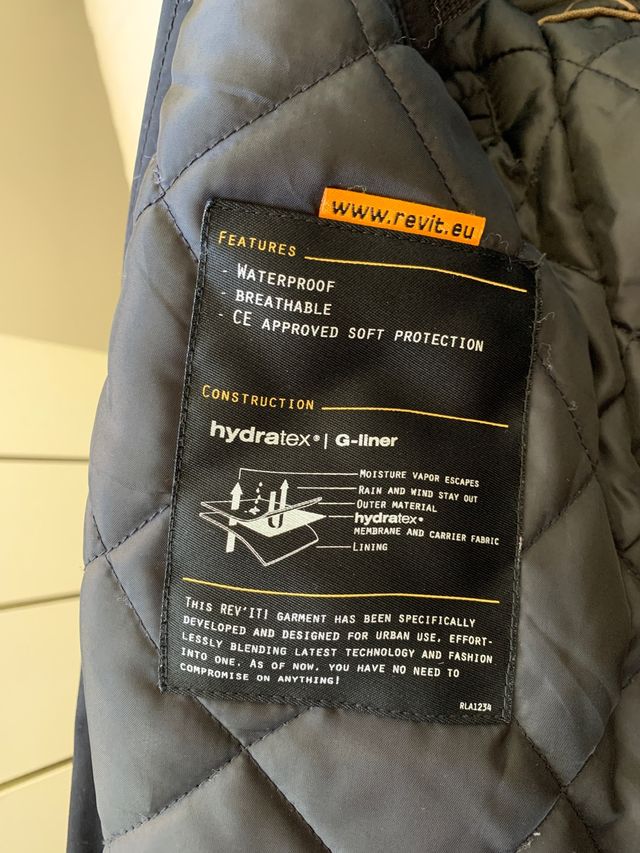 www.revit.eu
FEATURES
- WATERPROOF
- BREATHABLE
- CE APPROVED SOFT PROTECTION
CONSTRUCTION
hydratex® | G-liner
MOISTURE VAPOR ESCAPES
RAIN AND WIND STAY OUT
OUTER MATERIAL
hydratex®
MEMBRANE AND CARRIER FABRIC
LINING
THIS REV'IT! GARMENT HAS BEEN SPECIFICALLY
DEVELOPED AND DESIGNED FOR URBAN USE, EFFORT-
LESSLY BLENDING LATEST TECHNOLOGY AND FASHION
INTO ONE. AS OF NOW, YOU HAVE NO NEED TO
COMPROMISE ON ANYTHING!
RLA1234